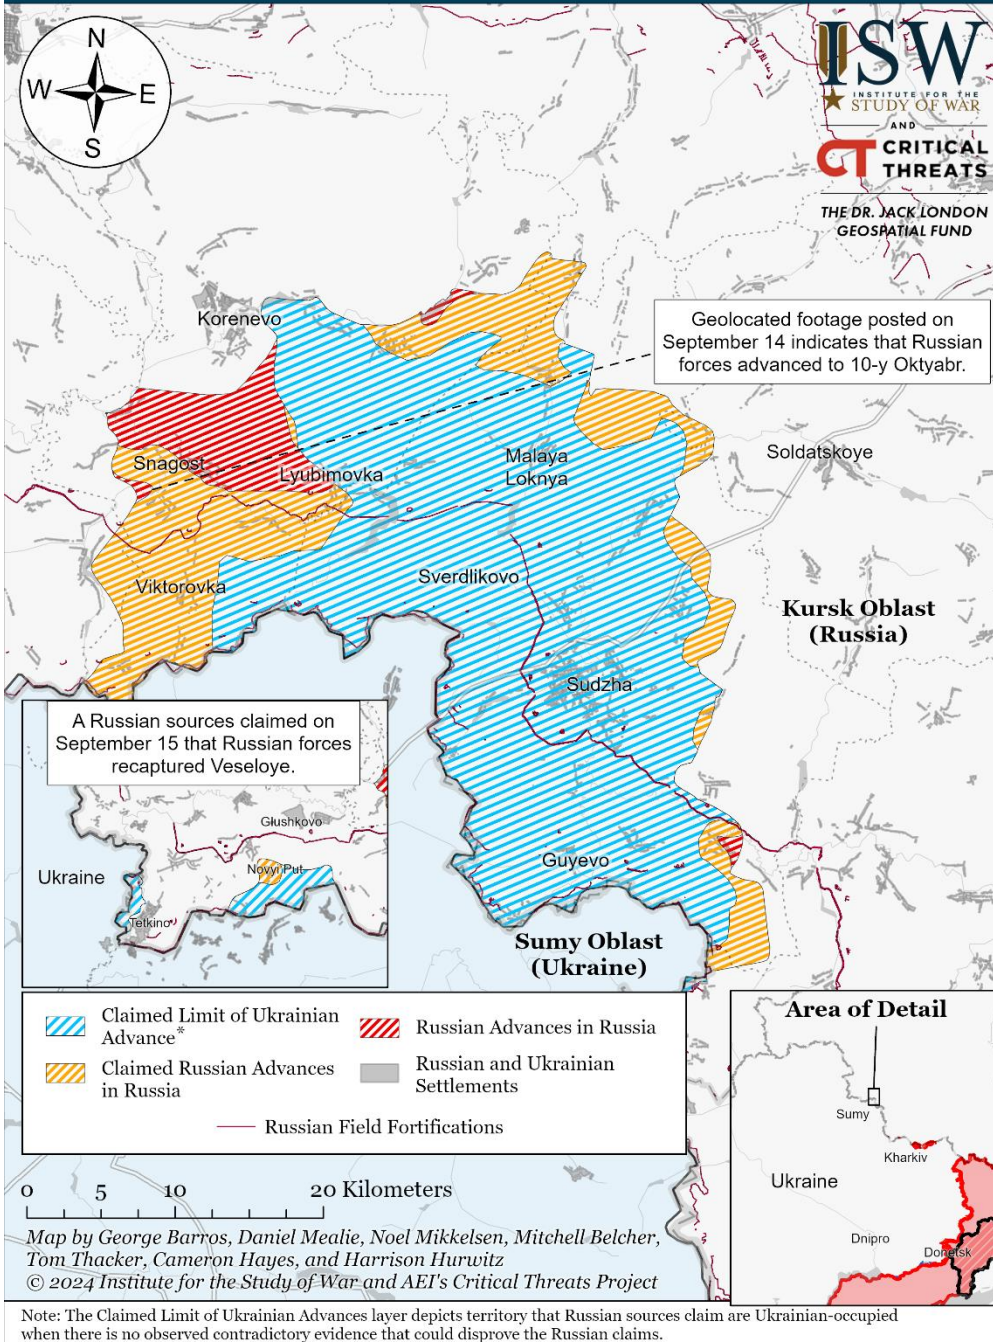 N
W E
S
ISW
INSTITUTE FOR THE
STUDY OF WAR
AND
CT CRITICAL
THREATS
THE DR. JACK LONDON
GEOSPATIAL FUND
Korenevo
Geolocated footage posted on
September 14 indicates that Russian
forces advanced to 10-y Oktyabr.
Snagost
Lyubimovka
Malaya
Loknya
Soldatskoye
Viktorovka
Sverdlikovo
Kursk Oblast
(Russia)
Sudzha
A Russian sources claimed on
September 15 that Russian forces
recaptured Veseloye.
Glushkovo
Ukraine
Novyi Put
Tetkino
Guyevo
Sumy Oblast
(Ukraine)
Claimed Limit of Ukrainian
Advance*
Russian Advances in Russia
Claimed Russian Advances
in Russia
Russian and Ukrainian
Settlements
Russian Field Fortifications
Area of Detail
Sumy
Kharkiv
Ukraine
Dnipro
Donetsk
0 5 10 20 Kilometers
Map by George Barros, Daniel Mealie, Noel Mikkelsen, Mitchell Belcher,
Tom Thacker, Cameron Hayes, and Harrison Hurwitz
© 2024 Institute for the Study of War and AEI's Critical Threats Project
Note: The Claimed Limit of Ukrainian Advances layer depicts territory that Russian sources claim are Ukrainian-occupied
when there is no observed contradictory evidence that could disprove the Russian claims.